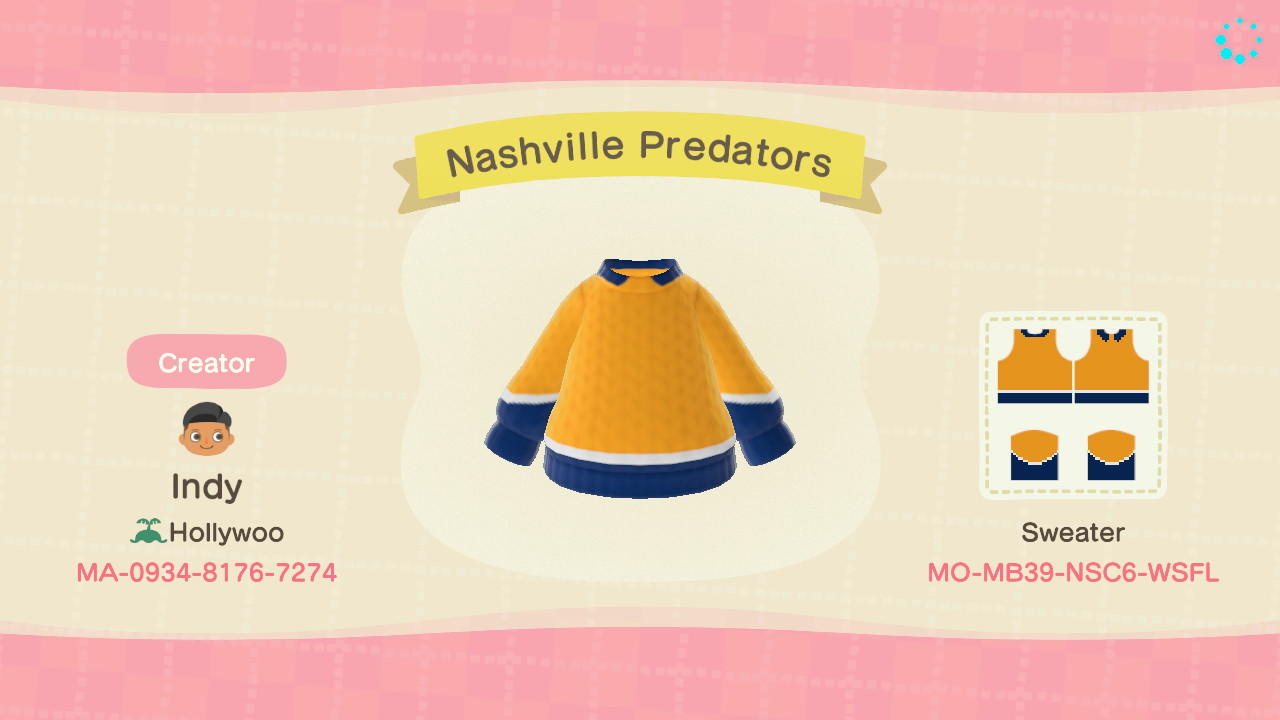 Nashville Predators
Creator
Indy
Hollywoo
MA-0934-8176-7274
Sweater
MO-MB39-NSC6-WSFL